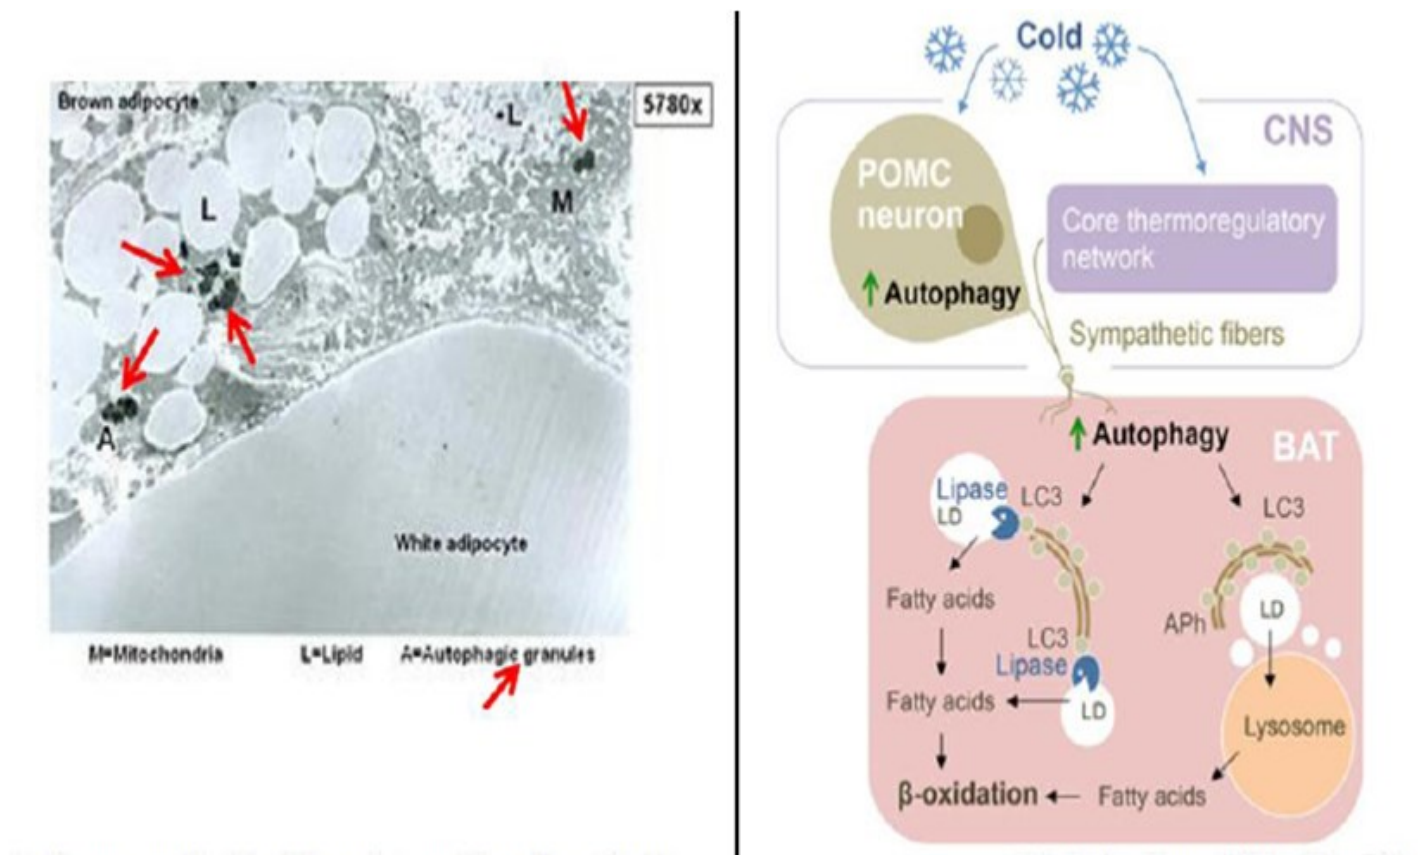 Brown adipocyte
5780x
L
M
L
A
White adipocyte
M=Mitochondria L=Lipid A=Autophagic granules
Cold
CNS
POMC
neuron
Autophagy
Core thermoregulatory
network
Sympathetic fibers
Autophagy
BAT
Lipase
LD
LC3
LC3
Fatty acids
APh
LD
LC3
Lipase
Fatty acids
LD
Lysosome
β-oxidation
Fatty acids